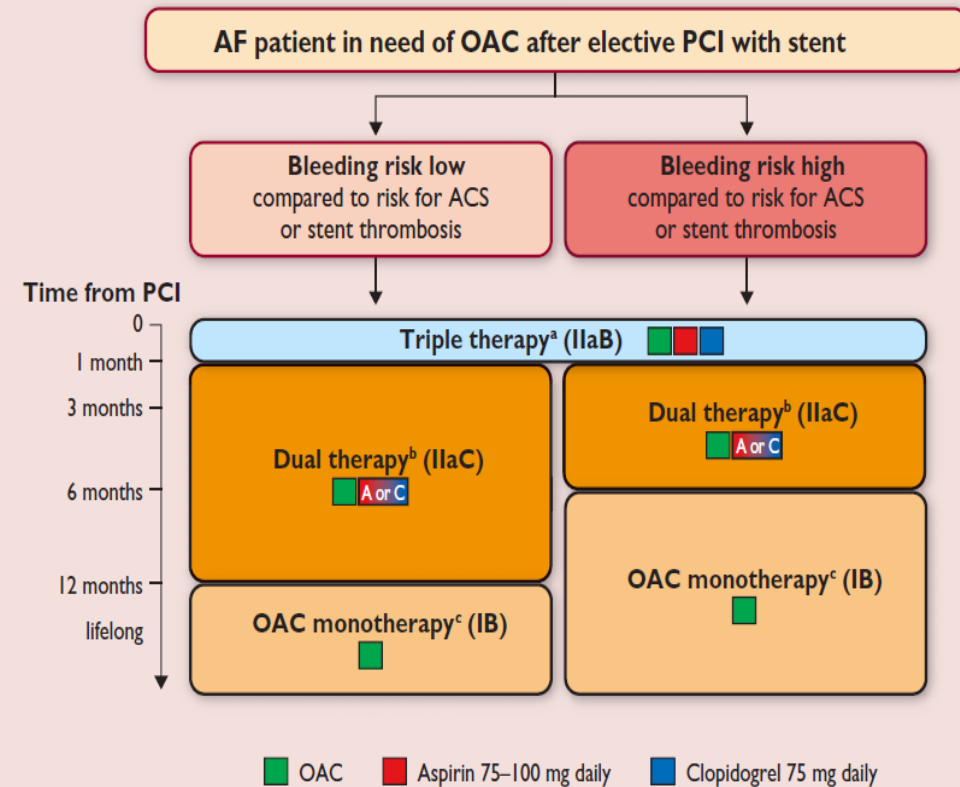 AF patient in need of OAC after elective PCI with stent
Bleeding risk low
compared to risk for ACS
or stent thrombosis
Bleeding risk high
compared to risk for ACS
or stent thrombosis
Time from PCI
0
1 month
3 months
6 months
12 months
lifelong
Triple therapyᵃ (IIaB)
Dual therapyᵇ (IIaC)
A or C
Dual therapyᵇ (IIaC)
A or C
OAC monotherapyᶜ (IB)
OAC monotherapyᶜ (IB)
OAC
Aspirin 75–100 mg daily
Clopidogrel 75 mg daily